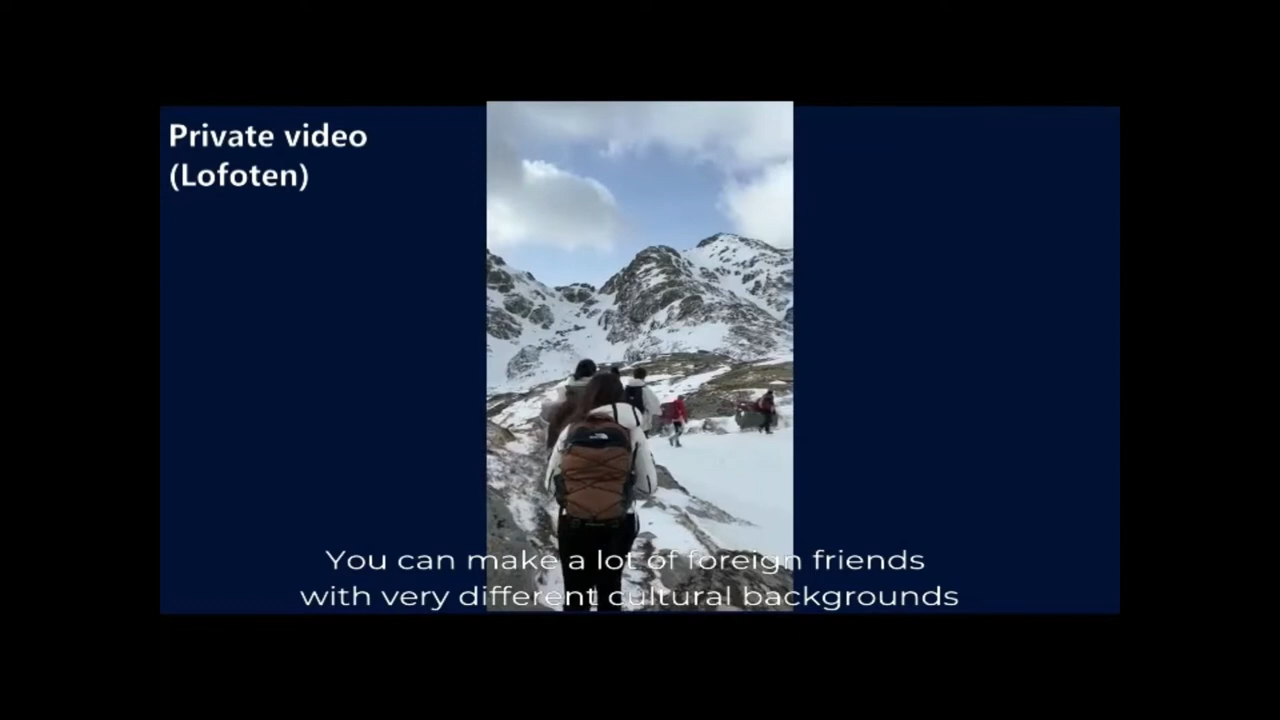 Private video
(Lofoten)
You can make a lot of foreign friends
with very different cultural backgrounds